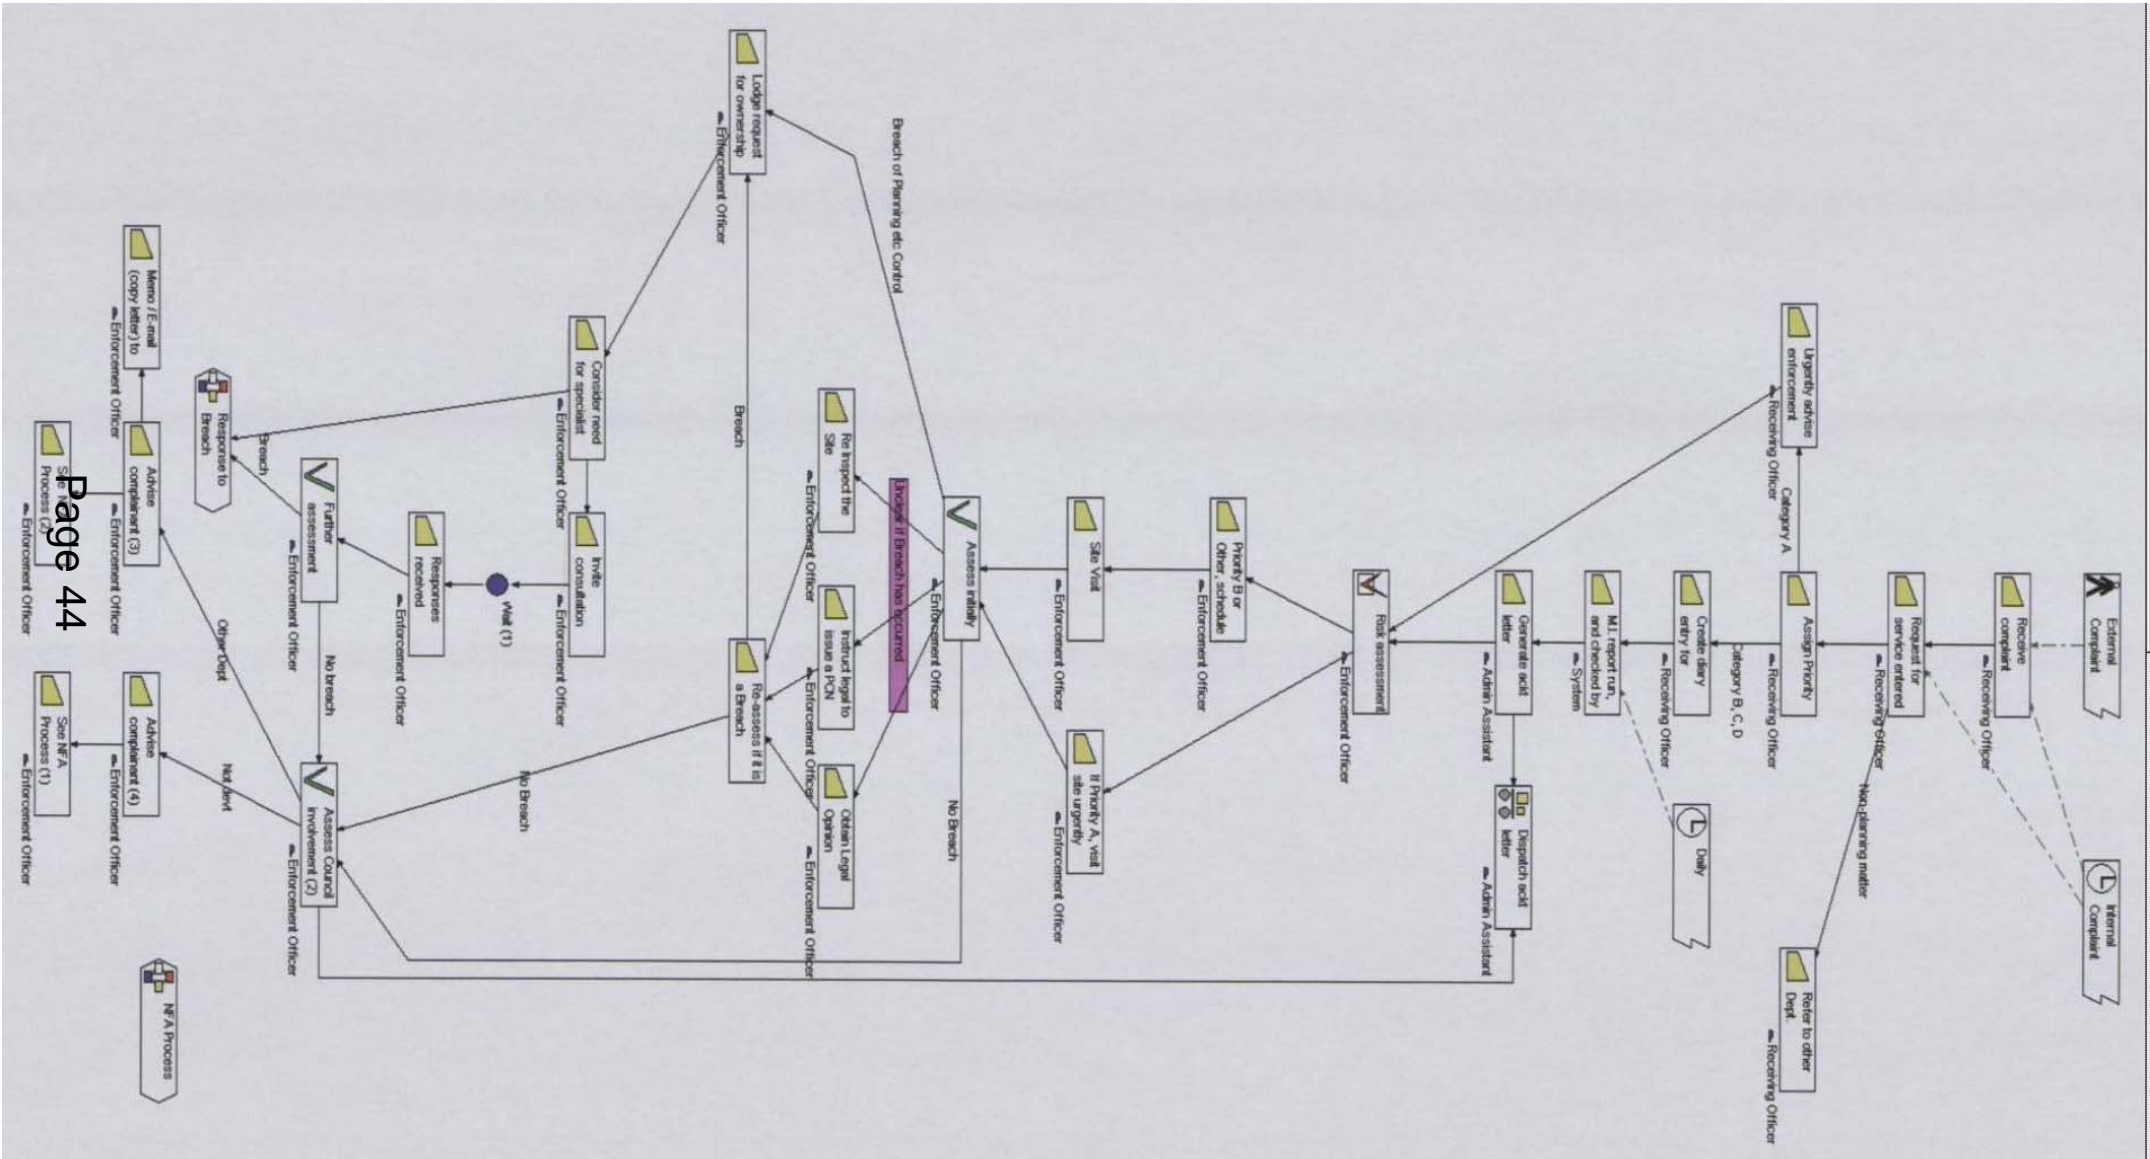 External
Complaint
Internal
Complaint
Receive
complaint
Receiving Officer
Request for
service entered
Receiving Officer
Non-planning matter
Urgently advise
enforcement
Receiving Officer
Category A
Assign Priority
Receiving Officer
Refer to other
Dept.
Receiving Officer
Category B, C, D
Create diary
entry for
Receiving Officer
Daily
M.I. report run,
and checked by
System
Generate ackt
letter
Admin Assistant
Dispatch ackt
letter
Admin Assistant
Risk assessment
Enforcement Officer
Priority B or
Other, schedule
Enforcement Officer
Site Visit
Enforcement Officer
If Priority A, visit
site urgently
Enforcement Officer
Assess initially
Enforcement Officer
No Breach
Breach of Planning etc Control
Unclear if Breach has occurred
Re Inspect the
Site
Enforcement Officer
Instruct legal to
issue a PCN
Enforcement Officer
Obtain Legal
Opinion
Enforcement Officer
Lodge request
for ownership
Enforcement Officer
Breach
Re-assess if it is
a Breach
No Breach
Consider need
for specialist
Enforcement Officer
Invite
consultation
Enforcement Officer
Wait (1)
Responses
received
Enforcement Officer
Further
assessment
Enforcement Officer
No breach
Assess Council
involvement (2)
Enforcement Officer
Breach
Response to
Breach
Other Dept
Not devt
NFA Process
Memo / E-mail
(copy letter) to
Enforcement Officer
Advise
complainant (3)
Enforcement Officer
Advise
complainant (4)
Enforcement Officer
See
Process (2)
Enforcement Officer
See NFA
Process (1)
Enforcement Officer
Page 44